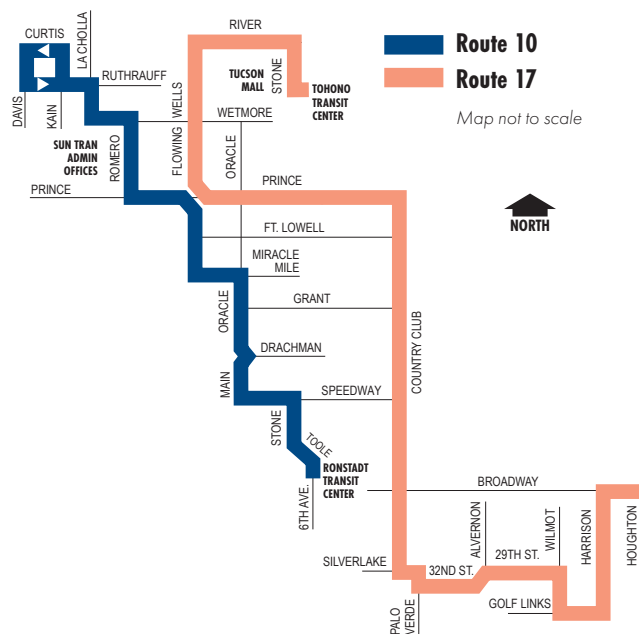 RIVER
CURTIS
LA CHOLLA
Route 10
Route 17
Map not to scale
TUCSON
MALL
STONE
TOHONO
TRANSIT
CENTER
RUTHRAUFF
DAVIS
KAIN
WELLS
FLOWING
WETMORE
SUN TRAN
ADMIN
OFFICES
ROMERO
ORACLE
PRINCE
PRINCE
NORTH
FT. LOWELL
MIRACLE
MILE
ORACLE
GRANT
DRACHMAN
COUNTRY CLUB
MAIN
SPEEDWAY
STONE
TOOLE
RONSTADT
TRANSIT
CENTER
6TH AVE.
BROADWAY
ALVERNON
WILMOT
HARRISON
HOUGHTON
SILVERLAKE
32ND ST.
29TH ST.
PALO
VERDE
GOLF LINKS